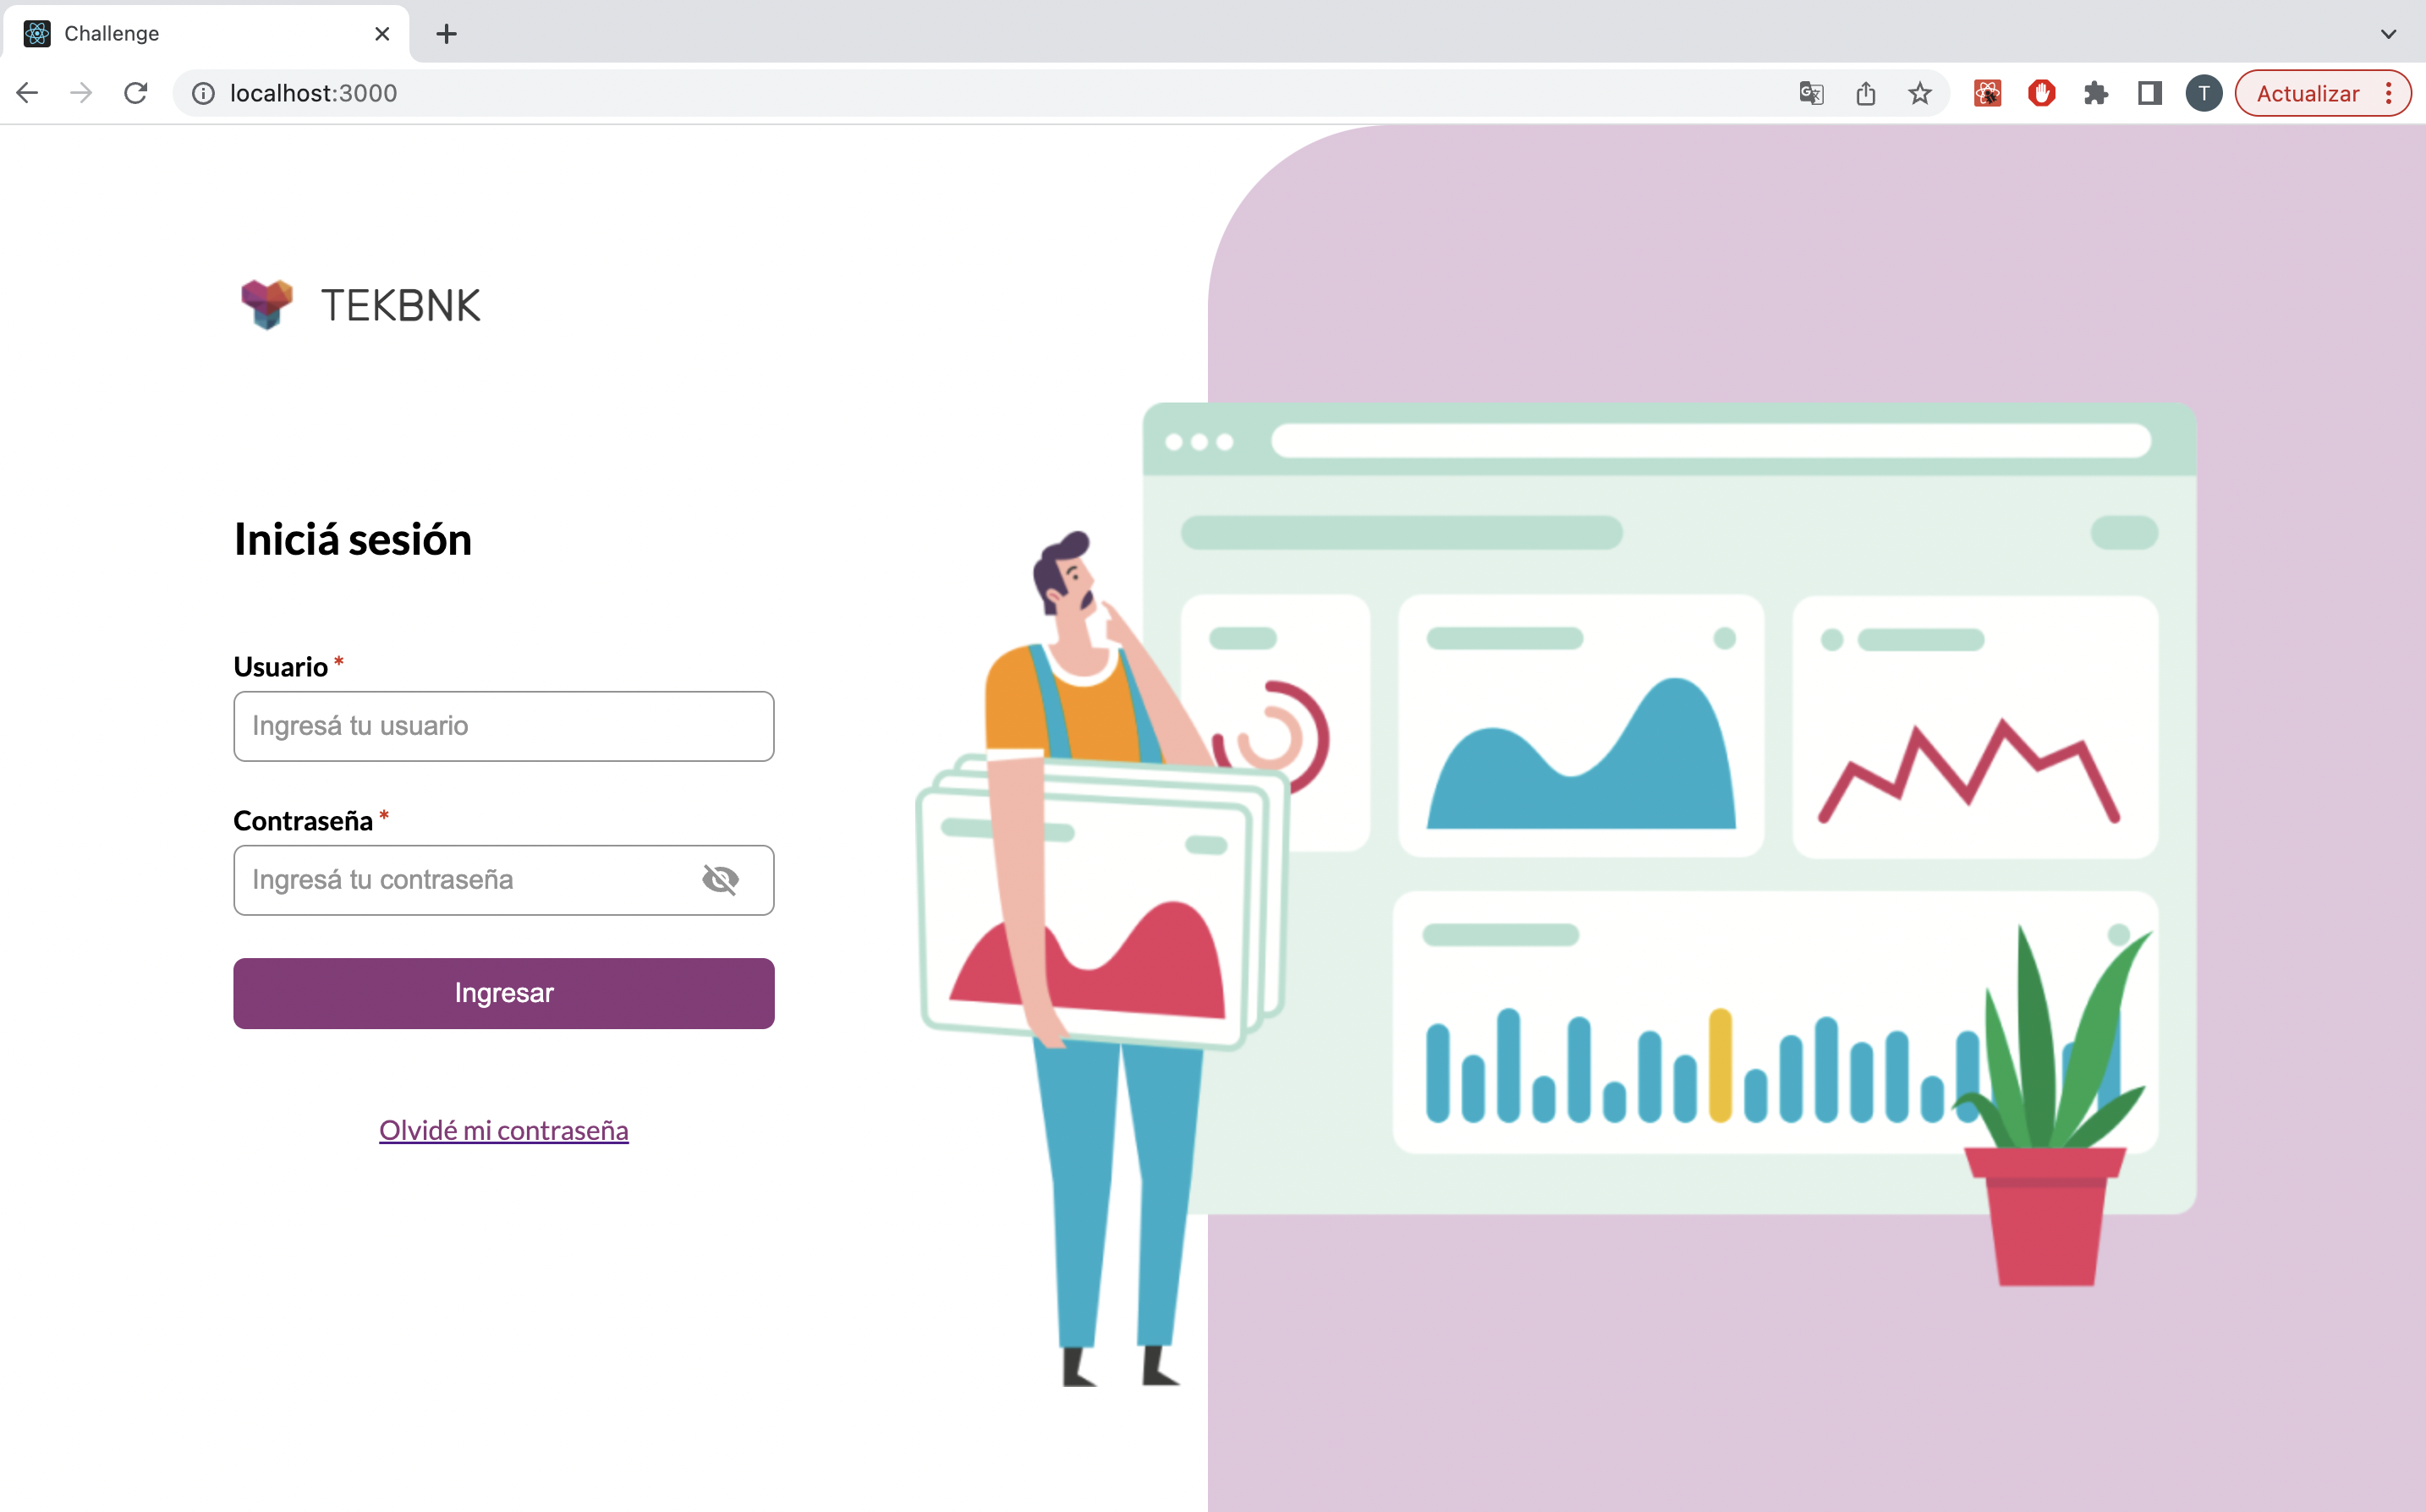 Challenge
localhost:3000
T
Actualizar
TEKBNK
Iniciá sesión
Usuario *
Ingresá tu usuario
Contraseña *
Ingresá tu contraseña
Ingresar
Olvidé mi contraseña